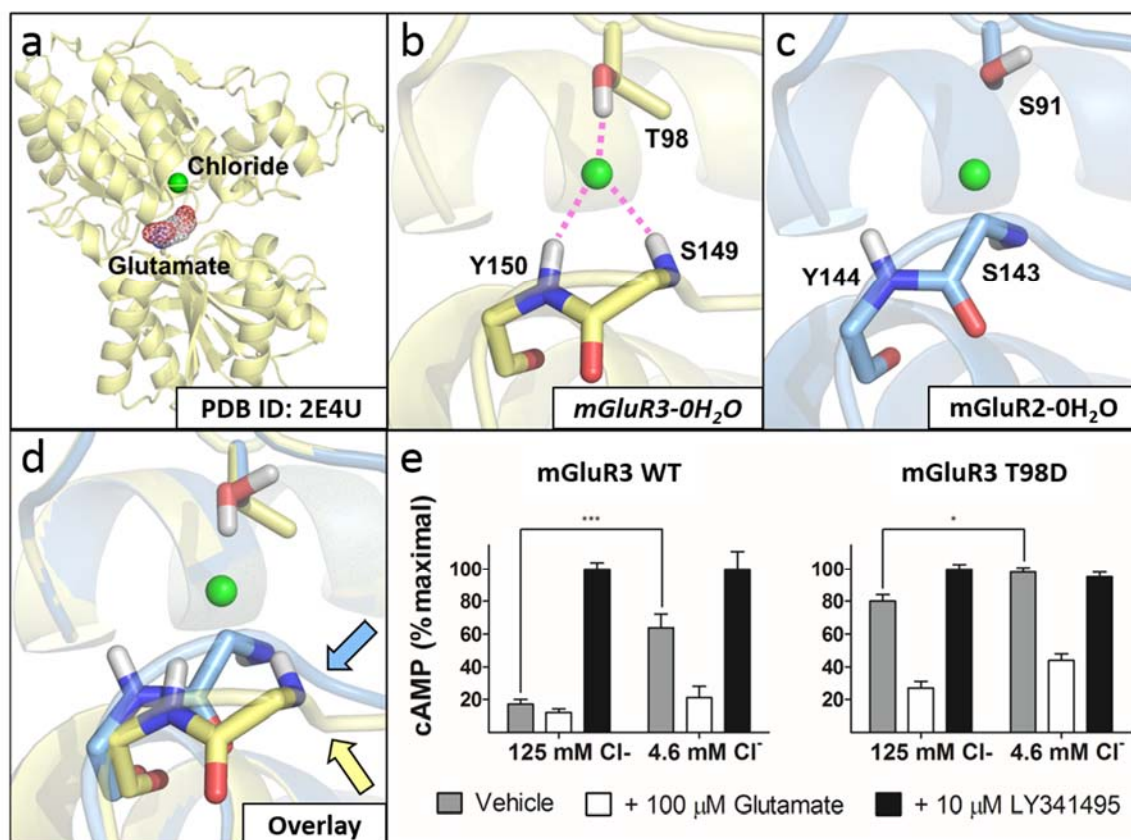 a
Chloride
Glutamate
PDB ID: 2E4U
b
T98
Y150
S149
mGluR3-0H₂O
c
S91
Y144
S143
mGluR2-0H₂O
d
Overlay
e
mGluR3 WT
mGluR3 T98D
cAMP (% maximal)
***
100
80
60
40
20
125 mM Cl-
4.6 mM Cl⁻
*
100
80
60
40
20
125 mM Cl-
4.6 mM Cl⁻
Vehicle
+ 100 μM Glutamate
+ 10 μM LY341495